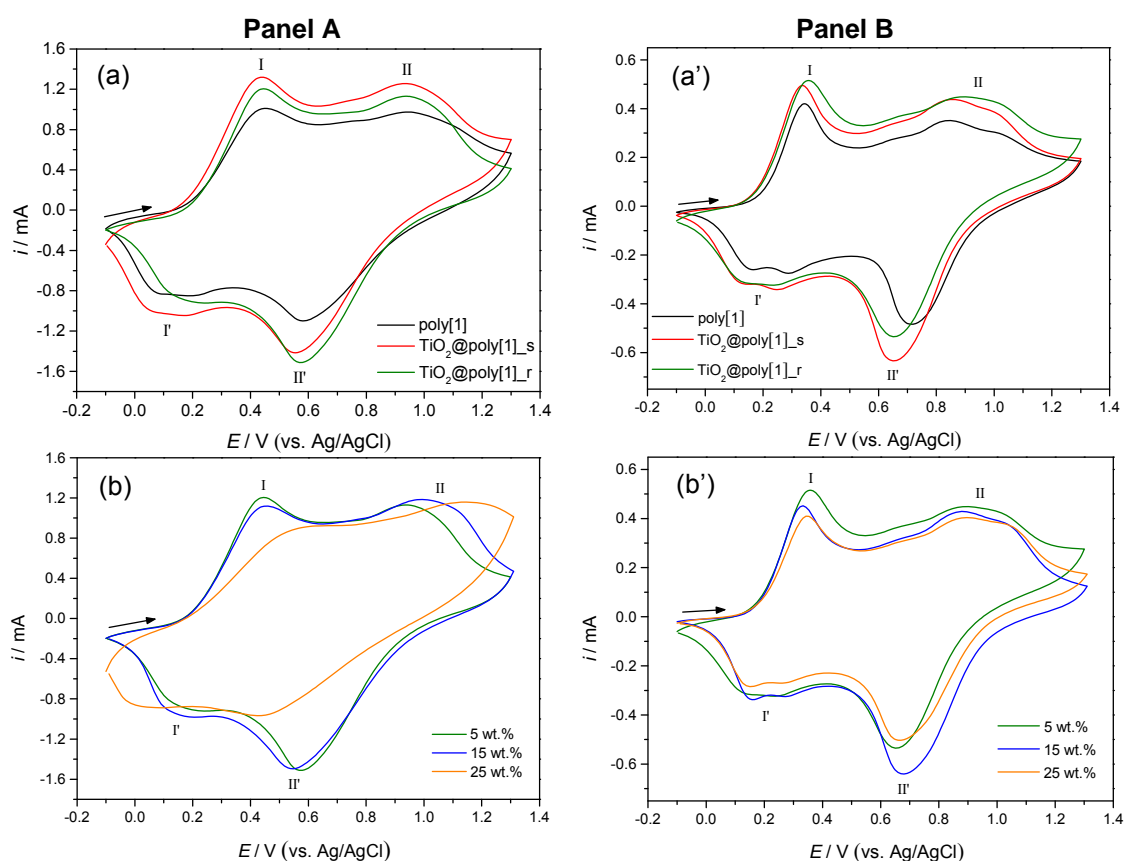 Panel A
Panel B
(a)
I
II
1.6
1.2
0.8
0.4
0.0
-0.4
-0.8
-1.2
-1.6
i / mA
I'
II'
poly[1]
TiO₂@poly[1]_s
TiO₂@poly[1]_r
-0.2 0.0 0.2 0.4 0.6 0.8 1.0 1.2 1.4
E / V (vs. Ag/AgCl)
(a')
I
II
0.6
0.4
0.2
0.0
-0.2
-0.4
-0.6
i / mA
I'
II'
poly[1]
TiO₂@poly[1]_s
TiO₂@poly[1]_r
-0.2 0.0 0.2 0.4 0.6 0.8 1.0 1.2 1.4
E / V (vs. Ag/AgCl)
(b)
I
II
1.6
1.2
0.8
0.4
0.0
-0.4
-0.8
-1.2
-1.6
i / mA
I'
II'
5 wt.%
15 wt.%
25 wt.%
-0.2 0.0 0.2 0.4 0.6 0.8 1.0 1.2 1.4
E / V (vs. Ag/AgCl)
(b')
I
II
0.6
0.4
0.2
0.0
-0.2
-0.4
-0.6
i / mA
I'
II'
5 wt.%
15 wt.%
25 wt.%
-0.2 0.0 0.2 0.4 0.6 0.8 1.0 1.2 1.4
E / V (vs. Ag/AgCl)